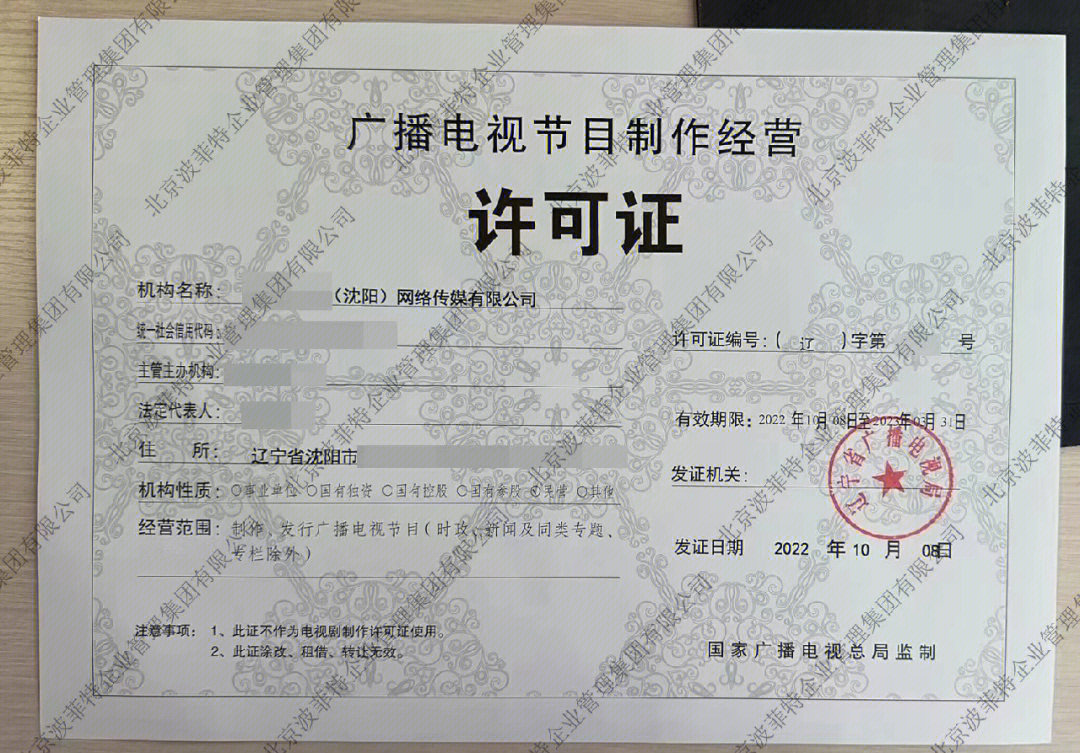 广播电视节目制作经营
许可证
机构名称: （沈阳）网络传媒有限公司
统一社会信用代码:
主管主办机构:
法定代表人:
住 所: 辽宁省沈阳市
机构性质: ○事业单位 ○国有独资 ○国有控股 ○国有参股 ☑民营 ○其他
经营范围: 制作、发行广播电视节目(时政、新闻及同类专题、
专栏除外)
许可证编号:( 辽 )字第 号
有效期限: 2022 年10月 08日至2023年03月 31日
发证机关:
辽宁省广播电视局
发证日期 2022 年 10 月 08日
注意事项: 1、此证不作为电视剧制作许可证使用。
2、此证涂改、租借、转让无效。
国家广播电视总局监制
北京波菲特企业管理集团有限公司